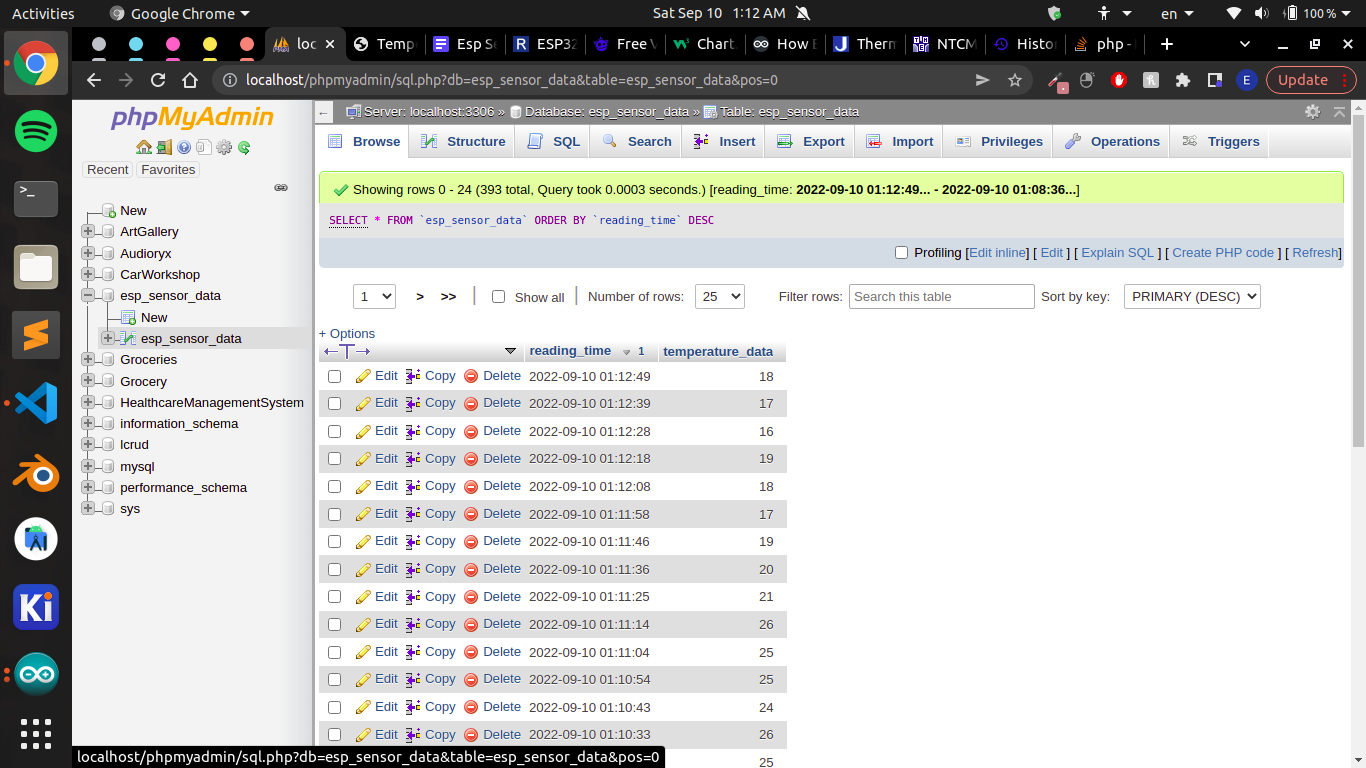 Activities
Google Chrome
Sat Sep 10 1:12 AM
en
100 %
loc
Temp
Esp Se
ESP32
Free V
Chart.
How E
Therm
NTCM
Histor
php -
localhost/phpmyadmin/sql.php?db=esp_sensor_data&table=esp_sensor_data&pos=0
E
Update
phpMyAdmin
Recent
Favorites
New
ArtGallery
Audioryx
CarWorkshop
esp_sensor_data
New
esp_sensor_data
Groceries
Grocery
HealthcareManagementSystem
information_schema
lcrud
mysql
performance_schema
sys
Ki
Server: localhost:3306 » Database: esp_sensor_data » Table: esp_sensor_data
Browse Structure SQL Search Insert Export Import Privileges Operations Triggers
Showing rows 0 - 24 (393 total, Query took 0.0003 seconds.) [reading_time: 2022-09-10 01:12:49... - 2022-09-10 01:08:36...]
SELECT * FROM `esp_sensor_data` ORDER BY `reading_time` DESC
Profiling [Edit inline] [ Edit ] [ Explain SQL ] [ Create PHP code ] [ Refresh]
1 > >> | Show all | Number of rows: 25 Filter rows: Search this table Sort by key: PRIMARY (DESC)
+ Options
←T→ reading_time 1 temperature_data
Edit Copy Delete 2022-09-10 01:12:49 18
Edit Copy Delete 2022-09-10 01:12:39 17
Edit Copy Delete 2022-09-10 01:12:28 16
Edit Copy Delete 2022-09-10 01:12:18 19
Edit Copy Delete 2022-09-10 01:12:08 18
Edit Copy Delete 2022-09-10 01:11:58 17
Edit Copy Delete 2022-09-10 01:11:46 19
Edit Copy Delete 2022-09-10 01:11:36 20
Edit Copy Delete 2022-09-10 01:11:25 21
Edit Copy Delete 2022-09-10 01:11:14 26
Edit Copy Delete 2022-09-10 01:11:04 25
Edit Copy Delete 2022-09-10 01:10:54 25
Edit Copy Delete 2022-09-10 01:10:43 24
Edit Copy Delete 2022-09-10 01:10:33 26
25
localhost/phpmyadmin/sql.php?db=esp_sensor_data&table=esp_sensor_data&pos=0